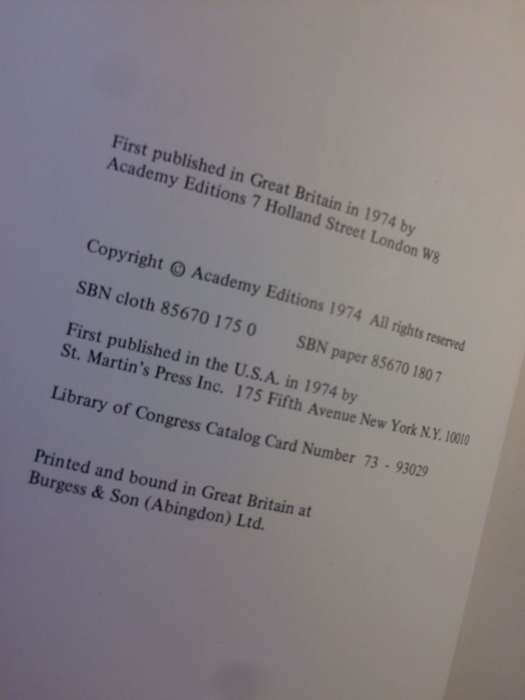 First published in Great Britain in 1974 by
Academy Editions 7 Holland Street London W8
Copyright © Academy Editions 1974 All rights reserved
SBN cloth 85670 175 0 SBN paper 85670 180 7
First published in the U.S.A. in 1974 by
St. Martin's Press Inc. 175 Fifth Avenue New York N.Y. 10010
Library of Congress Catalog Card Number 73 - 93029
Printed and bound in Great Britain at
Burgess & Son (Abingdon) Ltd.